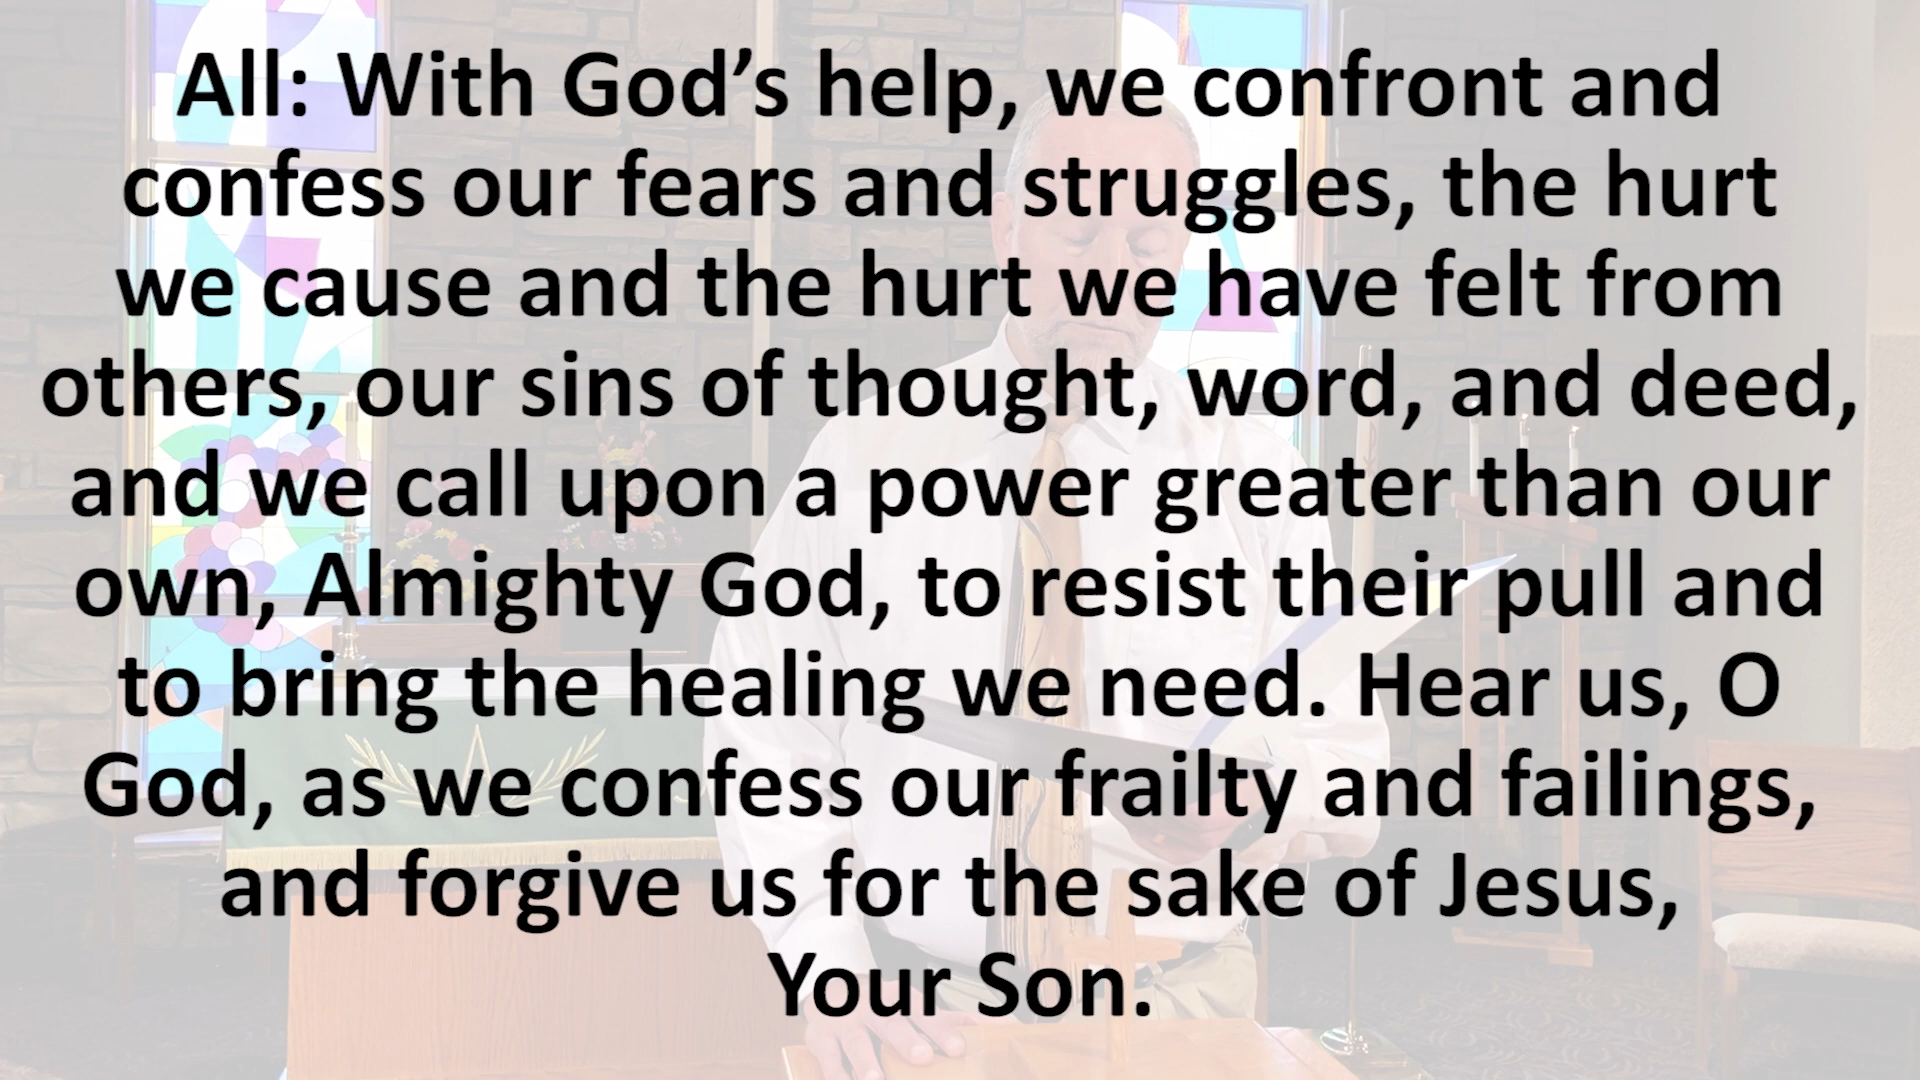 All: With God’s help, we confront and
confess our fears and struggles, the hurt
we cause and the hurt we have felt from
others, our sins of thought, word, and deed,
and we call upon a power greater than our
own, Almighty God, to resist their pull and
to bring the healing we need. Hear us, O
God, as we confess our frailty and failings,
and forgive us for the sake of Jesus,
Your Son.